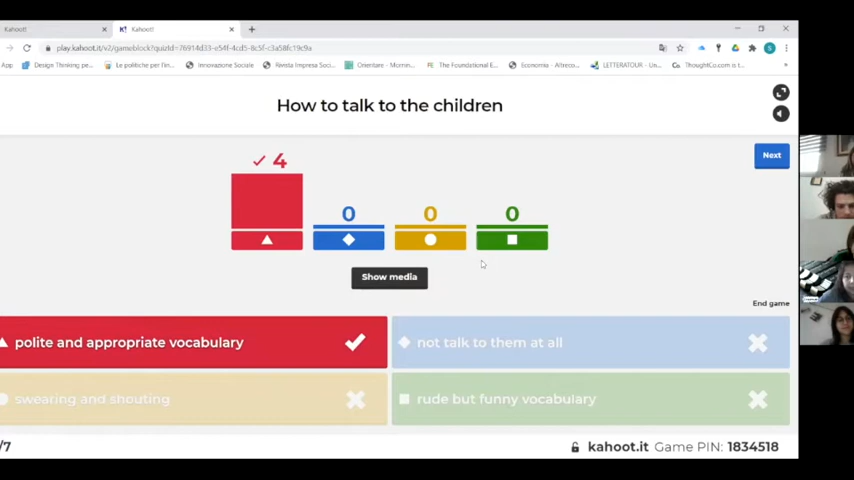 Kahoot!
Kahoot!
play.kahoot.it/v2/gameblock?quizId=76914d33-e54f-4cd5-8c5f-c3a58fc19c9a
App
Design Thinking pe...
Le politiche per l'in...
Innovazione Sociale
Rivista Impresa Soci...
Orientare - Mornin...
The Foundational E...
Economia - Altreco...
LETTERATOUR - Un...
ThoughtCo.com is t...
How to talk to the children
Next
4
0
0
0
Show media
End game
polite and appropriate vocabulary
not talk to them at all
swearing and shouting
rude but funny vocabulary
/7
kahoot.it Game PIN: 1834518